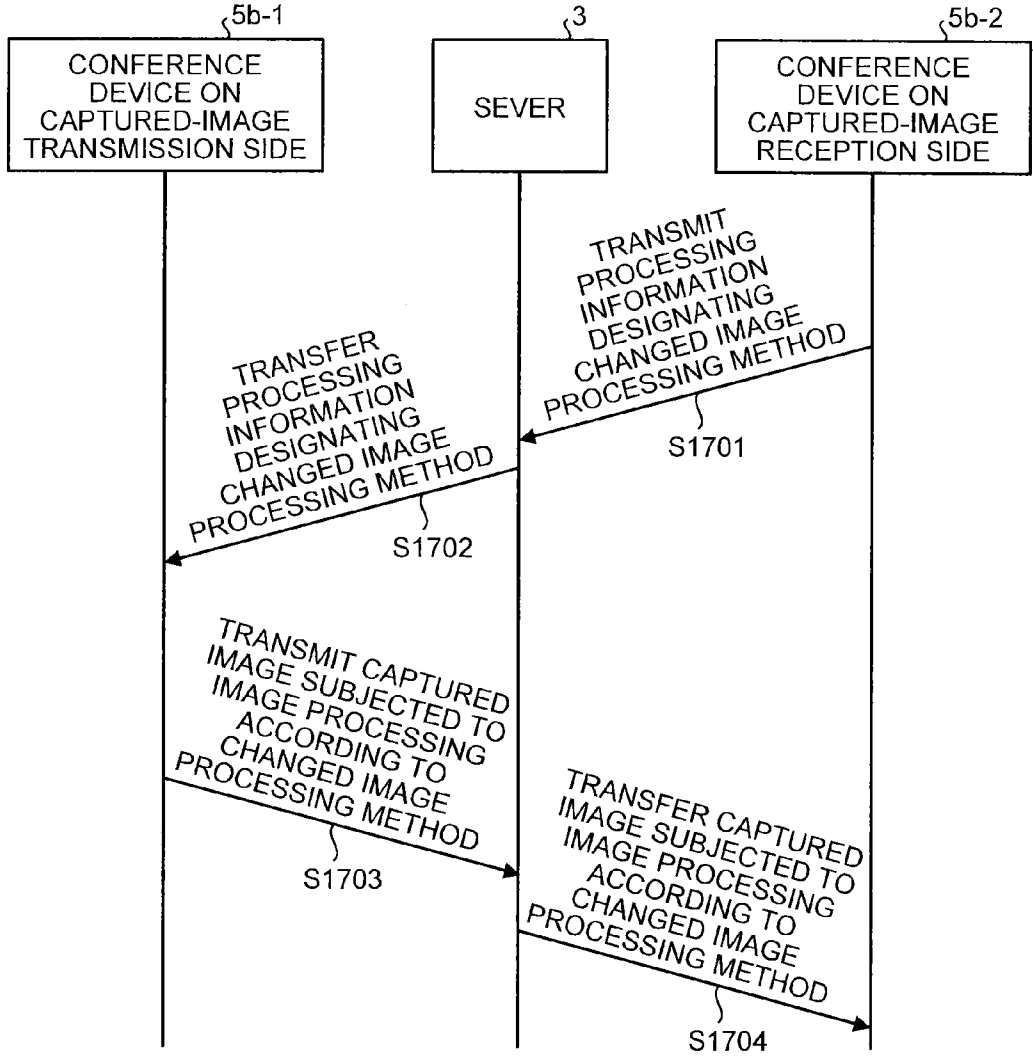 5b-1
3
5b-2
CONFERENCE
DEVICE ON
CAPTURED-IMAGE
TRANSMISSION SIDE
SEVER
CONFERENCE
DEVICE ON
CAPTURED-IMAGE
RECEPTION SIDE
TRANSMIT
PROCESSING
INFORMATION
DESIGNATING
CHANGED IMAGE
PROCESSING METHOD
S1701
TRANSFER
PROCESSING
INFORMATION
DESIGNATING
CHANGED IMAGE
PROCESSING METHOD
S1702
TRANSMIT CAPTURED
IMAGE SUBJECTED TO
IMAGE PROCESSING
ACCORDING TO
CHANGED IMAGE
PROCESSING METHOD
S1703
TRANSFER CAPTURED
IMAGE SUBJECTED TO
IMAGE PROCESSING
ACCORDING TO
CHANGED IMAGE
PROCESSING METHOD
S1704